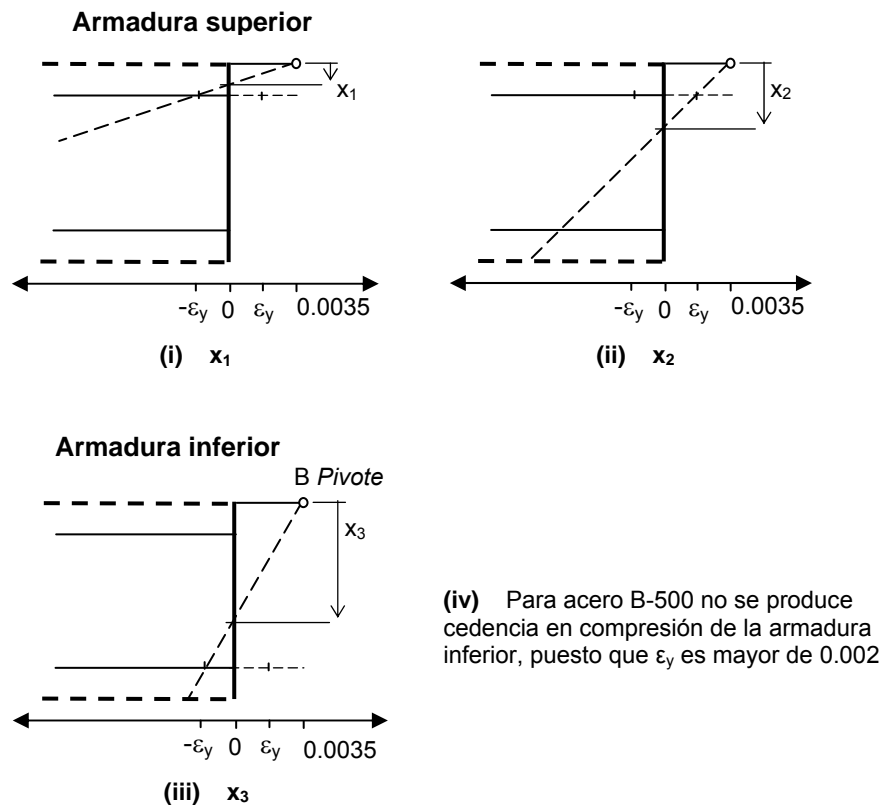 Armadura superior
x1
x2
-εy 0 εy 0.0035
-εy 0 εy 0.0035
(i) x1
(ii) x2
Armadura inferior
B Pivote
x3
(iv) Para acero B-500 no se produce
cedencia en compresión de la armadura
inferior, puesto que εy es mayor de 0.002
-εy 0 εy 0.0035
(iii) x3